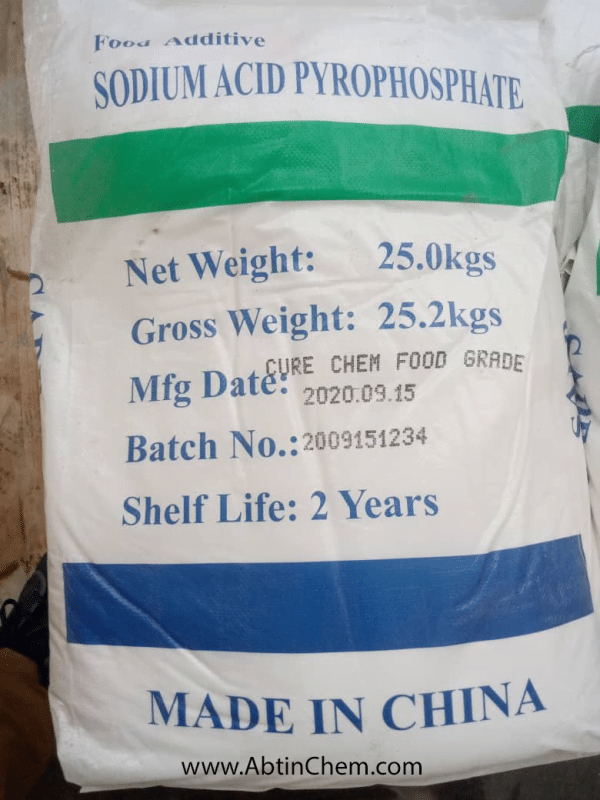 Food Additive
SODIUM ACID PYROPHOSPHATE
Net Weight: 25.0kgs
Gross Weight: 25.2kgs
CURE CHEM FOOD GRADE
Mfg Date: 2020.09.15
Batch No.: 2009151234
Shelf Life: 2 Years
MADE IN CHINA
www.AbtinChem.com